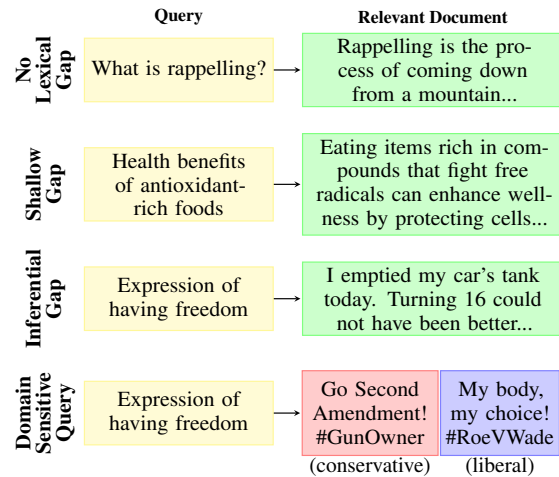 Query
Relevant Document
No
Lexical
Gap
What is rappelling?
Rappelling is the pro-
cess of coming down
from a mountain...
Shallow
Gap
Health benefits
of antioxidant-
rich foods
Eating items rich in com-
pounds that fight free
radicals can enhance well-
ness by protecting cells...
Inferential
Gap
Expression of
having freedom
I emptied my car's tank
today. Turning 16 could
not have been better...
Domain
Sensitive
Query
Expression of
having freedom
Go Second
Amendment!
#GunOwner
(conservative)
My body,
my choice!
#RoeVWade
(liberal)